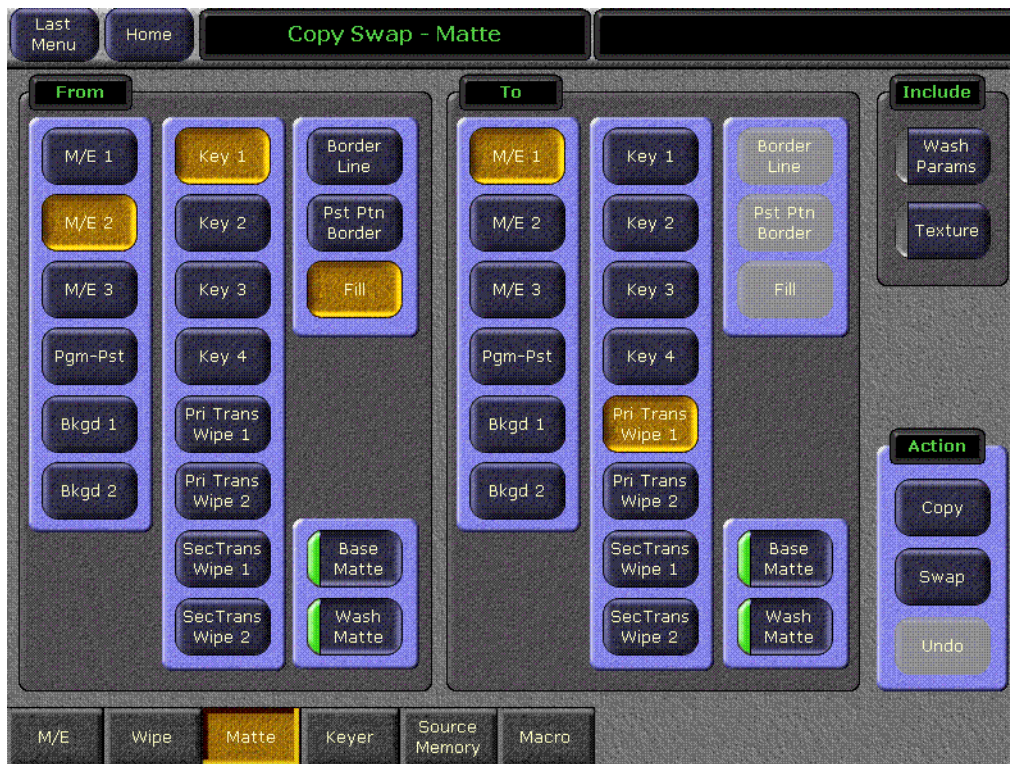 Last
Menu
Home
Copy Swap - Matte
From
M/E 1
M/E 2
M/E 3
Pgm-Pst
Bkgd 1
Bkgd 2
Key 1
Key 2
Key 3
Key 4
Pri Trans
Wipe 1
Pri Trans
Wipe 2
SecTrans
Wipe 1
SecTrans
Wipe 2
Border
Line
Pst Ptn
Border
Fill
Base
Matte
Wash
Matte
To
M/E 1
M/E 2
M/E 3
Pgm-Pst
Bkgd 1
Bkgd 2
Key 1
Key 2
Key 3
Key 4
Pri Trans
Wipe 1
Pri Trans
Wipe 2
SecTrans
Wipe 1
SecTrans
Wipe 2
Border
Line
Pst Ptn
Border
Fill
Base
Matte
Wash
Matte
Include
Wash
Params
Texture
Action
Copy
Swap
Undo
M/E
Wipe
Matte
Keyer
Source
Memory
Macro